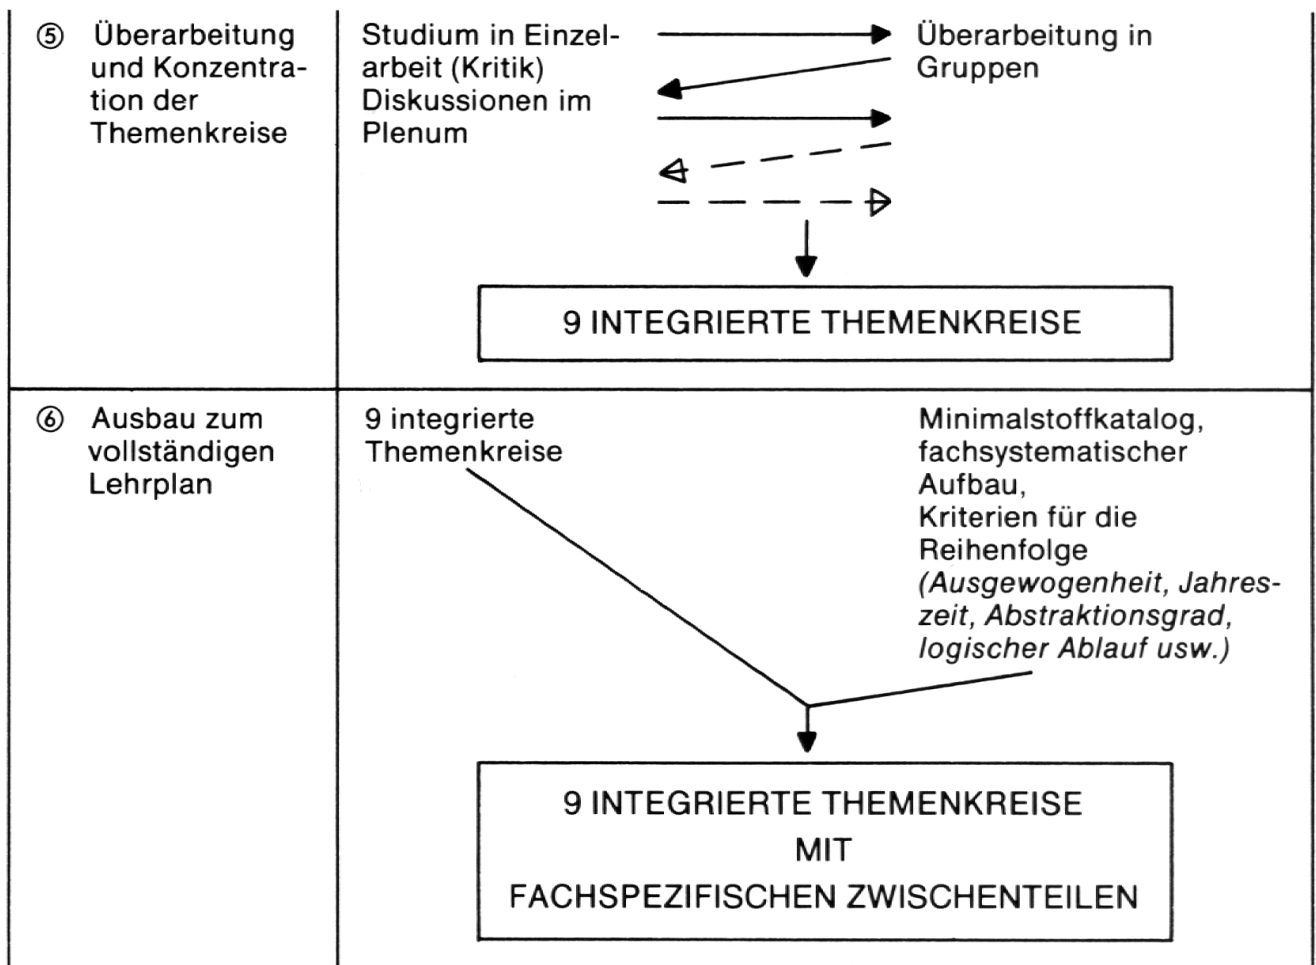 ⑤ Überarbeitung
und Konzentra-
tion der
Themenkreise
Studium in Einzel-
arbeit (Kritik)
Diskussionen im
Plenum
Überarbeitung in
Gruppen
9 INTEGRIERTE THEMENKREISE
⑥ Ausbau zum
vollständigen
Lehrplan
9 integrierte
Themenkreise
Minimalstoffkatalog,
fachsystematischer
Aufbau,
Kriterien für die
Reihenfolge
(Ausgewogenheit, Jahres-
zeit, Abstraktionsgrad,
logischer Ablauf usw.)
9 INTEGRIERTE THEMENKREISE
MIT
FACHSPEZIFISCHEN ZWISCHENTEILEN